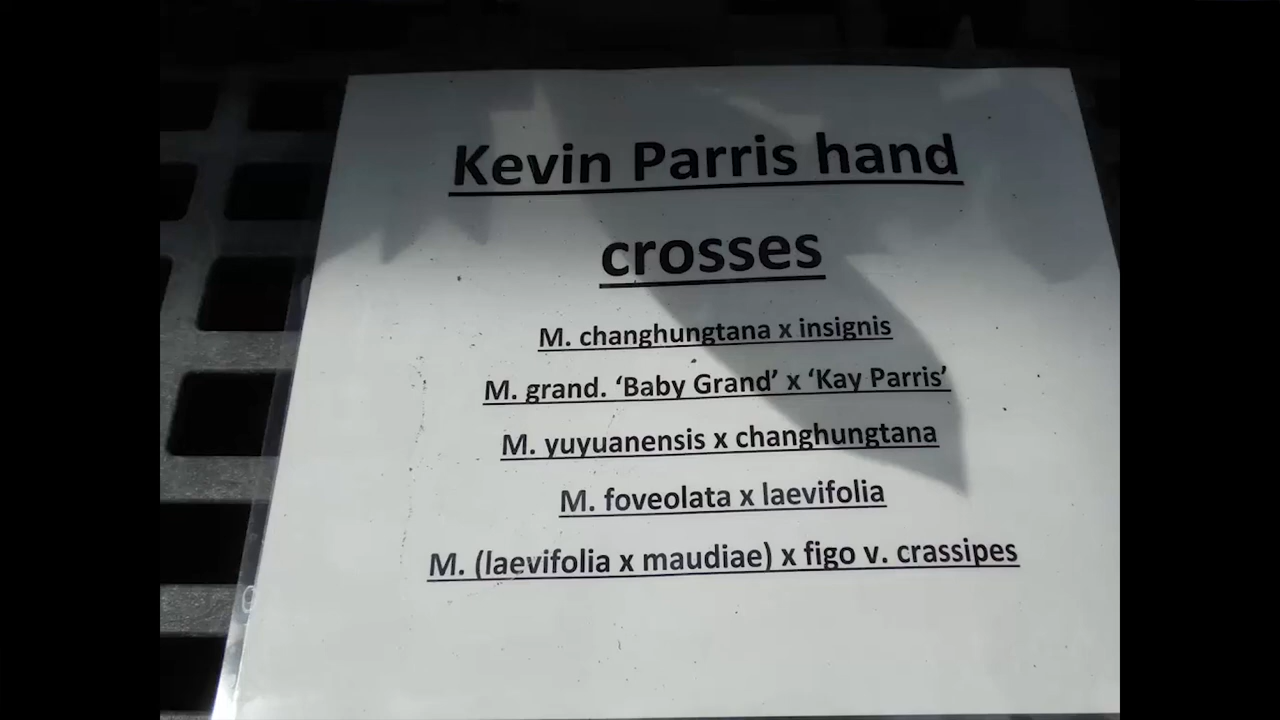 Kevin Parris hand
crosses
M. changhungtana x insignis
M. grand. ‘Baby Grand’ x ‘Kay Parris’
M. yuyuanensis x changhungtana
M. foveolata x laevifolia
M. (laevifolia x maudiae) x figo v. crassipes